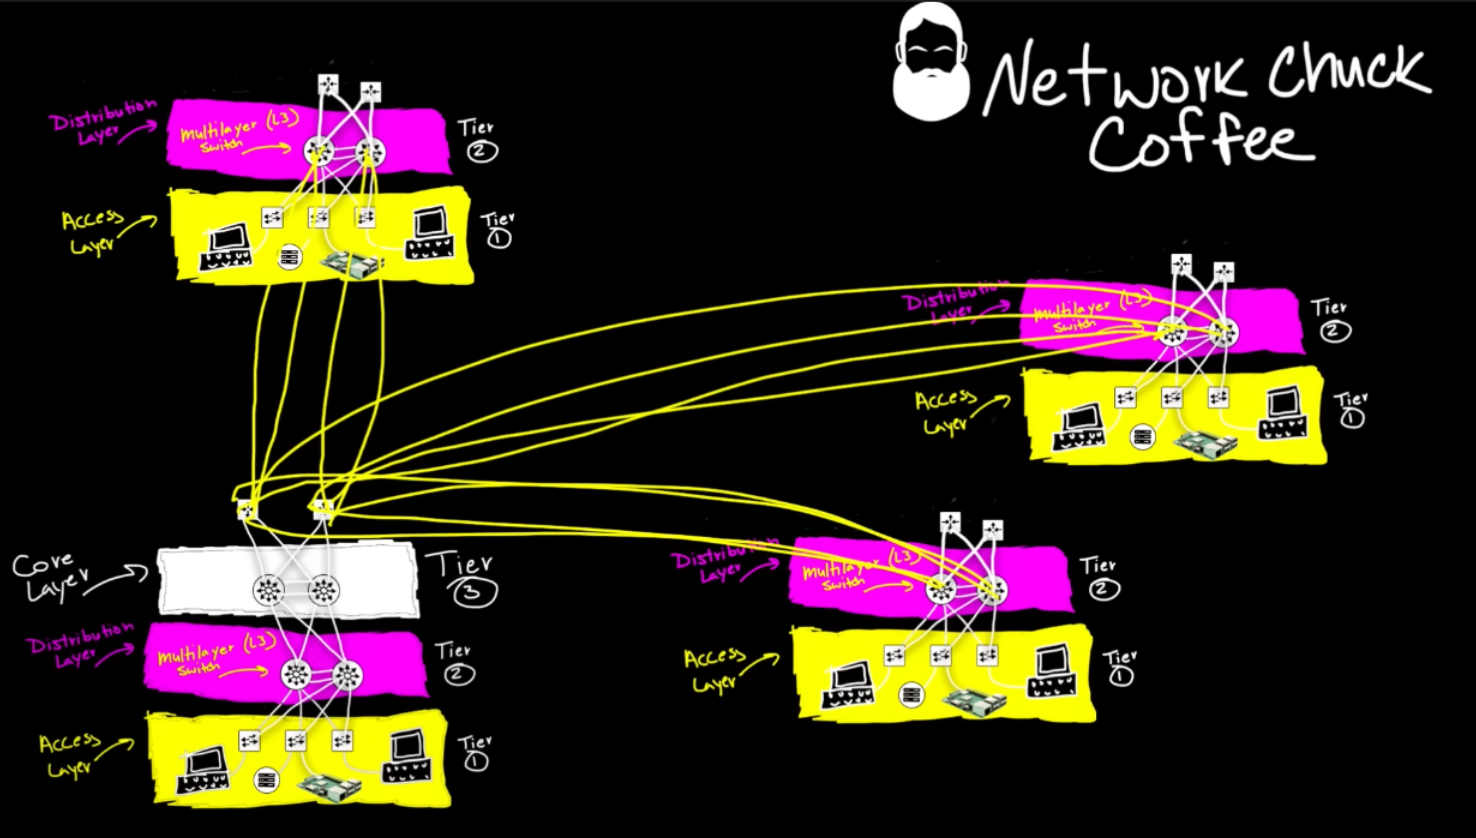 Network Chuck
Coffee
Distribution
Layer
Multilayer (L3)
Switch
Tier
2
Access
Layer
Tier
1
Distribution
Layer
Multilayer (L3)
Switch
Tier
2
Access
Layer
Tier
1
Core
Layer
Tier
3
Distribution
Layer
Multilayer (L3)
Switch
Tier
2
Access
Layer
Tier
1
Distribution
Layer
Multilayer (L3)
Switch
Tier
2
Access
Layer
Tier
1